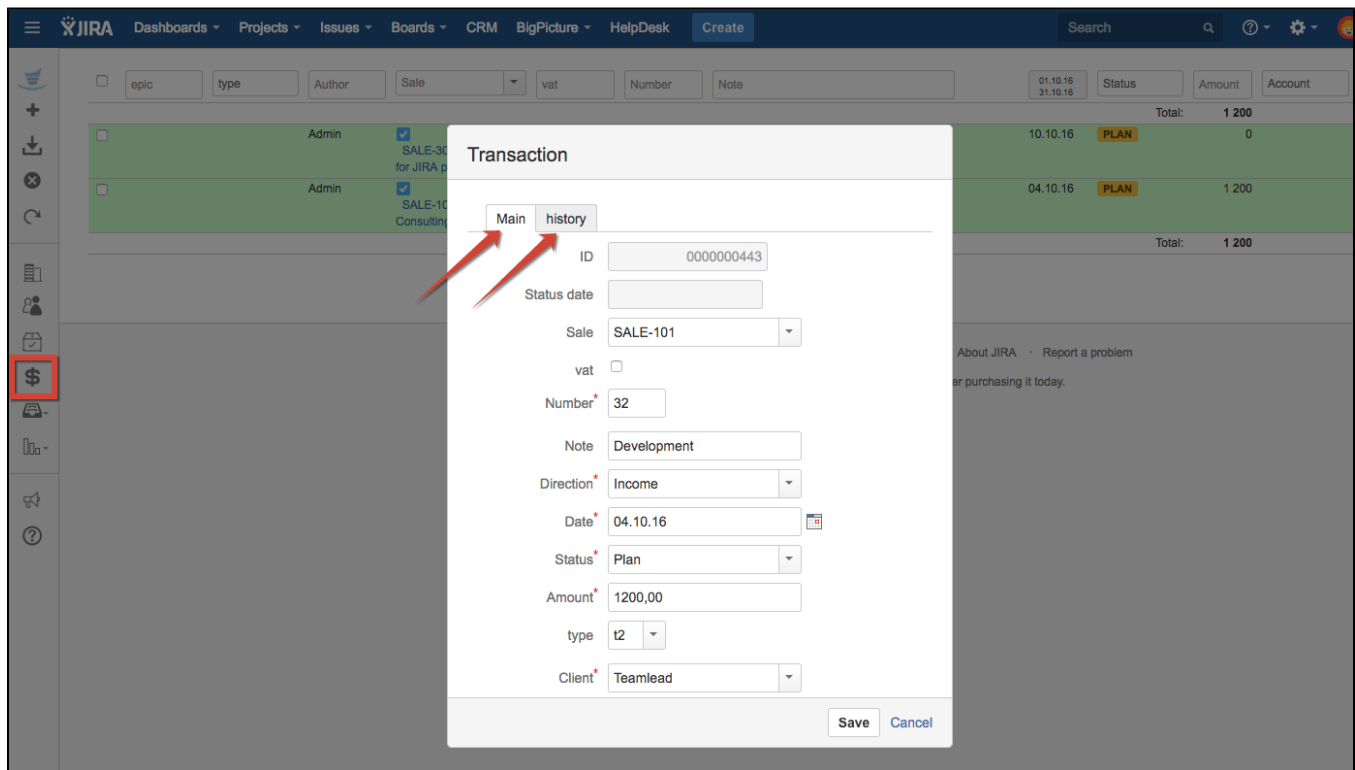 JIRA Dashboards Projects Issues Boards CRM BigPicture HelpDesk Create Search
epic type Author Sale vat Number Note 01.10.16 Status Amount Account
31.10.16
Total: 1 200
Admin 10.10.16 PLAN 0
SALE-30
for JIRA p
Admin 04.10.16 PLAN 1 200
SALE-10
Consulting
Total: 1 200
About JIRA · Report a problem
er purchasing it today.
Transaction
Main history
ID 0000000443
Status date
Sale SALE-101
vat
Number* 32
Note Development
Direction* Income
Date* 04.10.16
Status* Plan
Amount* 1200,00
type t2
Client* Teamlead
Save Cancel